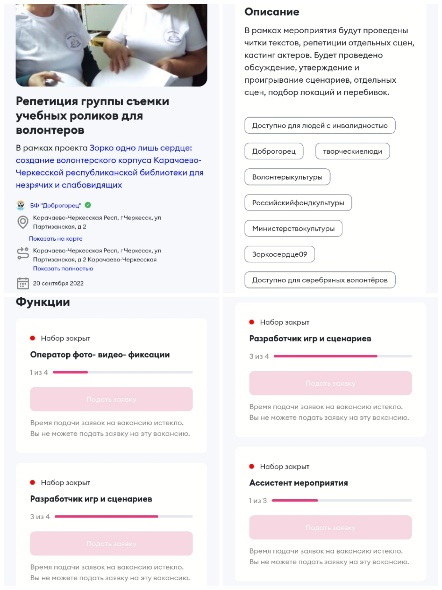 Репетиция группы съемки
учебных роликов для
волонтеров
В рамках проекта Зорко одно лишь сердце:
создание волонтерского корпуса Карачаево-
Черкесской республиканской библиотеки для
незрячих и слабовидящих
БФ "Доброгорец"
Карачаево-Черкесская Респ, г Черкесск, ул
Партизанская, д 2
Показать на карте
Карачаево-Черкесская Респ, г Черкесск, ул
Партизанская, д 2 Карачаево-Черкесская
Показать полностью
20 сентября 2022
Описание
В рамках мероприятия будут проведены
читки текстов, репетиции отдельных сцен,
кастинг актеров. Будет проведено
обсуждение, утверждение и
проигрывание сценариев, отдельных
сцен, подбор локаций и перебивок.
Доступно для людей с инвалидностью
Доброгорец
творческиелюди
Волонтерыкультуры
Российскийфондкультуры
Министерствокультуры
Зоркосердце09
Доступно для серебряных волонтёров
Функции
Набор закрыт
Оператор фото- видео- фиксации
1 из 4
Подать заявку
Время подачи заявок на вакансию истекло.
Вы не можете подать заявку на эту вакансию.
Набор закрыт
Разработчик игр и сценариев
3 из 4
Подать заявку
Время подачи заявок на вакансию истекло.
Вы не можете подать заявку на эту вакансию.
Набор закрыт
Разработчик игр и сценариев
3 из 4
Подать заявку
Время подачи заявок на вакансию истекло.
Вы не можете подать заявку на эту вакансию.
Набор закрыт
Ассистент мероприятия
1 из 3
Подать заявку
Время подачи заявок на вакансию истекло.
Вы не можете подать заявку на эту вакансию.